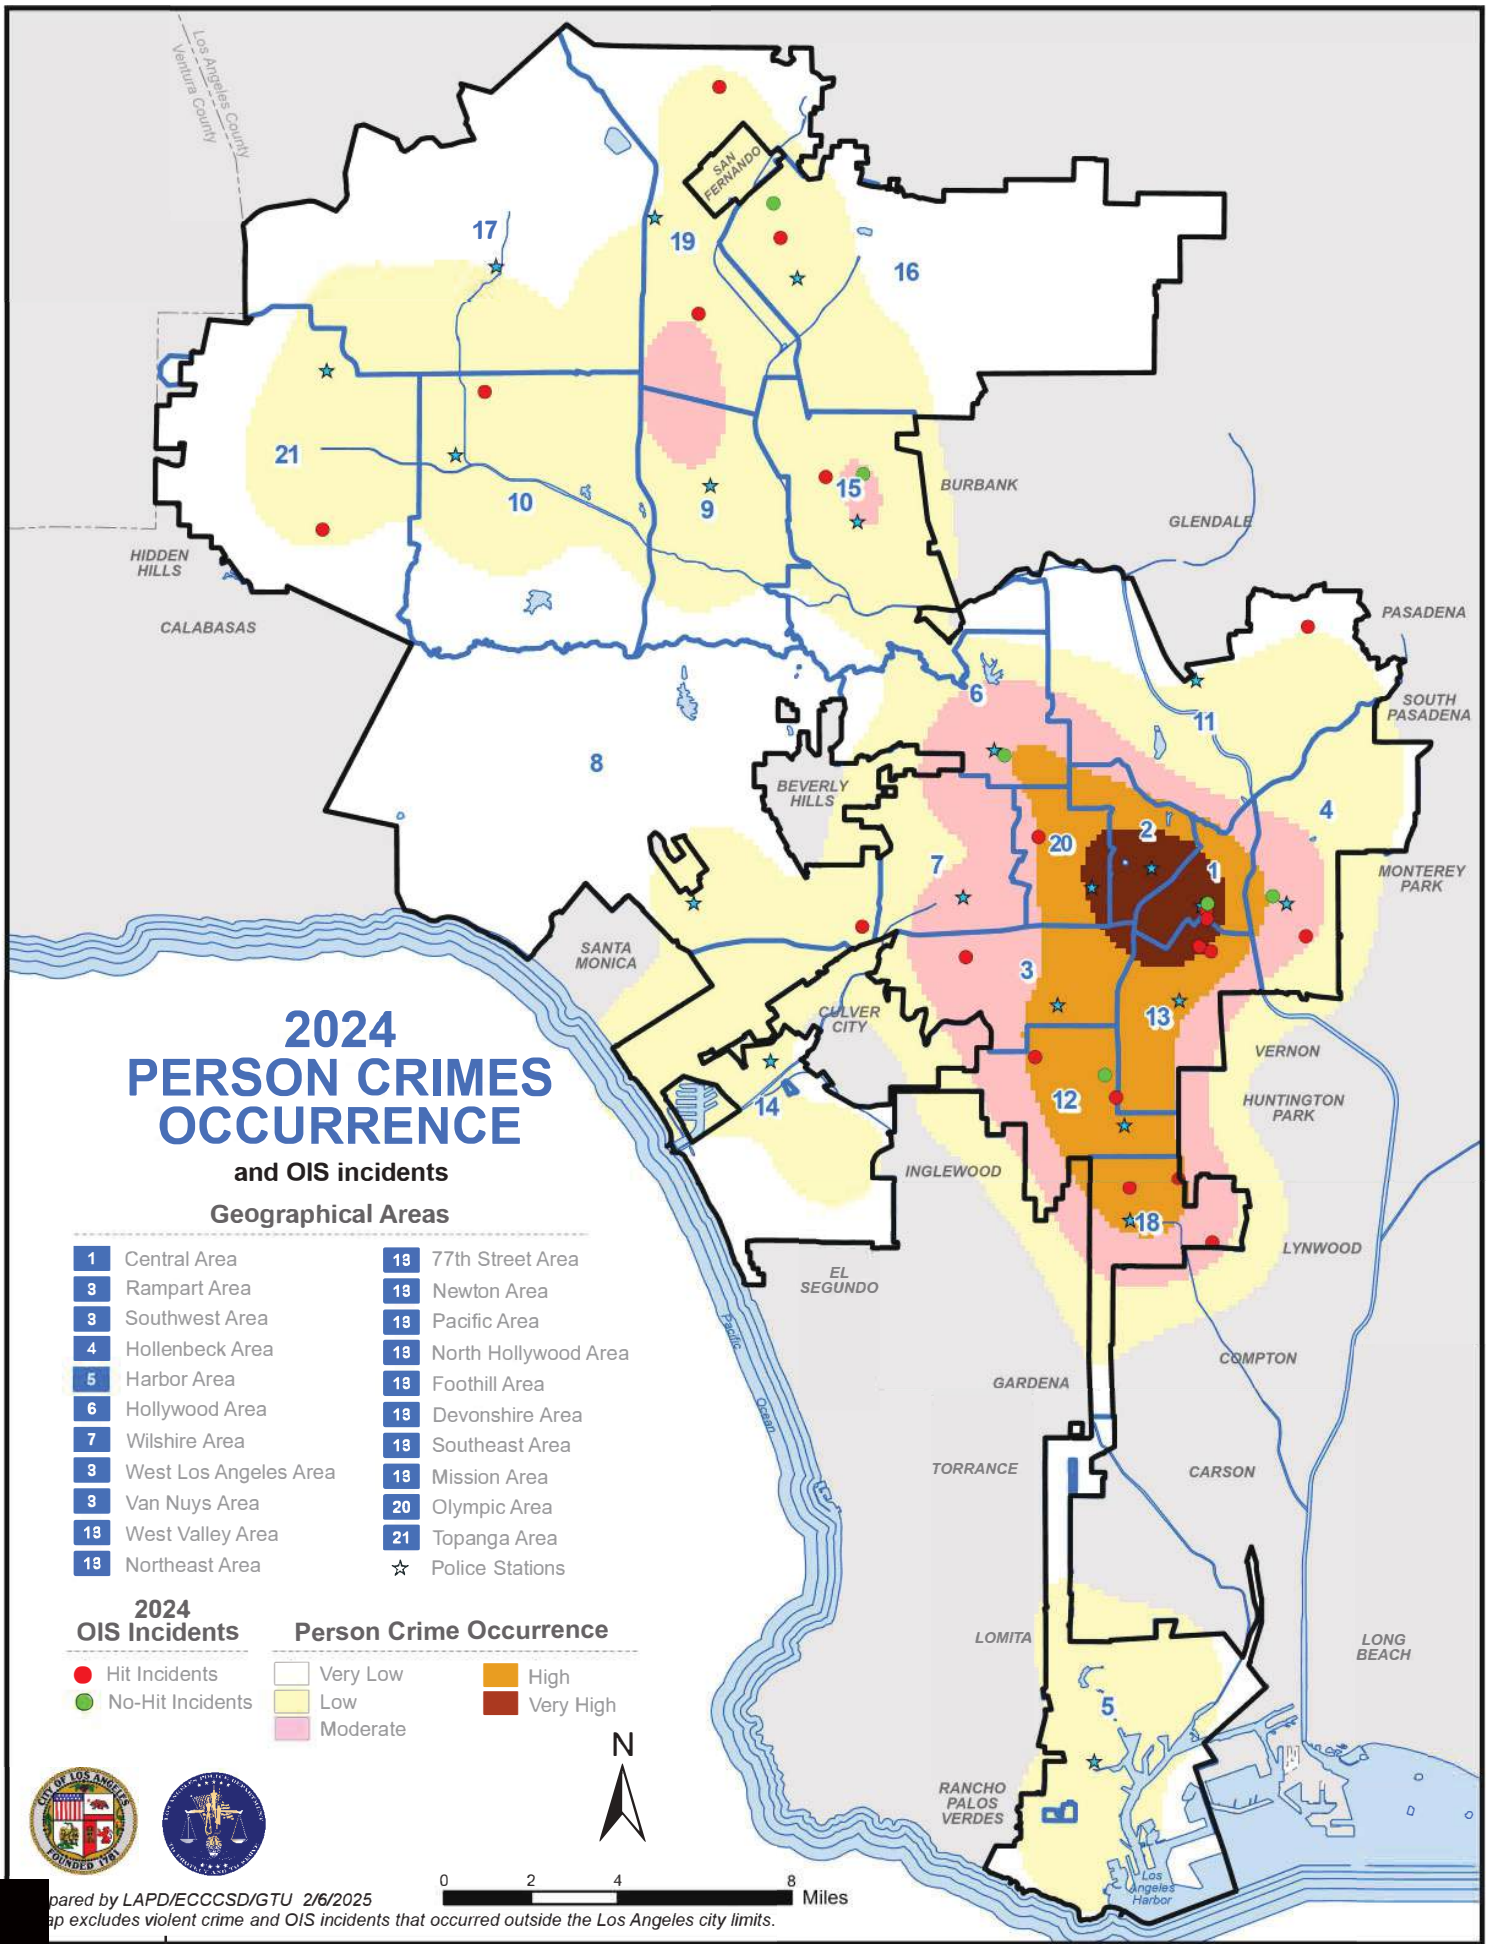 Los Angeles County
Ventura County
SAN
FERNANDO
17
19
16
21
10
9
15
BURBANK
GLENDALE
HIDDEN
HILLS
CALABASAS
PASADENA
6
SOUTH
PASADENA
11
8
BEVERLY
HILLS
4
2
20
7
1
MONTEREY
PARK
SANTA
MONICA
3
CULVER
CITY
13
VERNON
14
12
HUNTINGTON
PARK
INGLEWOOD
18
LYNWOOD
EL
SEGUNDO
Pacific
Ocean
COMPTON
GARDENA
TORRANCE
CARSON
LOMITA
LONG
BEACH
5
RANCHO
PALOS
VERDES
Los
Angeles
Harbor
2024
PERSON CRIMES
OCCURRENCE
and OIS incidents
Geographical Areas
1 Central Area
3 Rampart Area
3 Southwest Area
4 Hollenbeck Area
5 Harbor Area
6 Hollywood Area
7 Wilshire Area
3 West Los Angeles Area
3 Van Nuys Area
13 West Valley Area
13 Northeast Area
13 77th Street Area
13 Newton Area
13 Pacific Area
13 North Hollywood Area
13 Foothill Area
13 Devonshire Area
13 Southeast Area
13 Mission Area
20 Olympic Area
21 Topanga Area
Police Stations
2024
OIS Incidents
Hit Incidents
No-Hit Incidents
Person Crime Occurrence
Very Low
Low
Moderate
High
Very High
N
CITY OF LOS ANGELES
FOUNDED 1781
LOS ANGELES POLICE DEPARTMENT
TO PROTECT AND TO SERVE
0 2 4 8
Miles
pared by LAPD/ECCCSD/GTU 2/6/2025
ap excludes violent crime and OIS incidents that occurred outside the Los Angeles city limits.